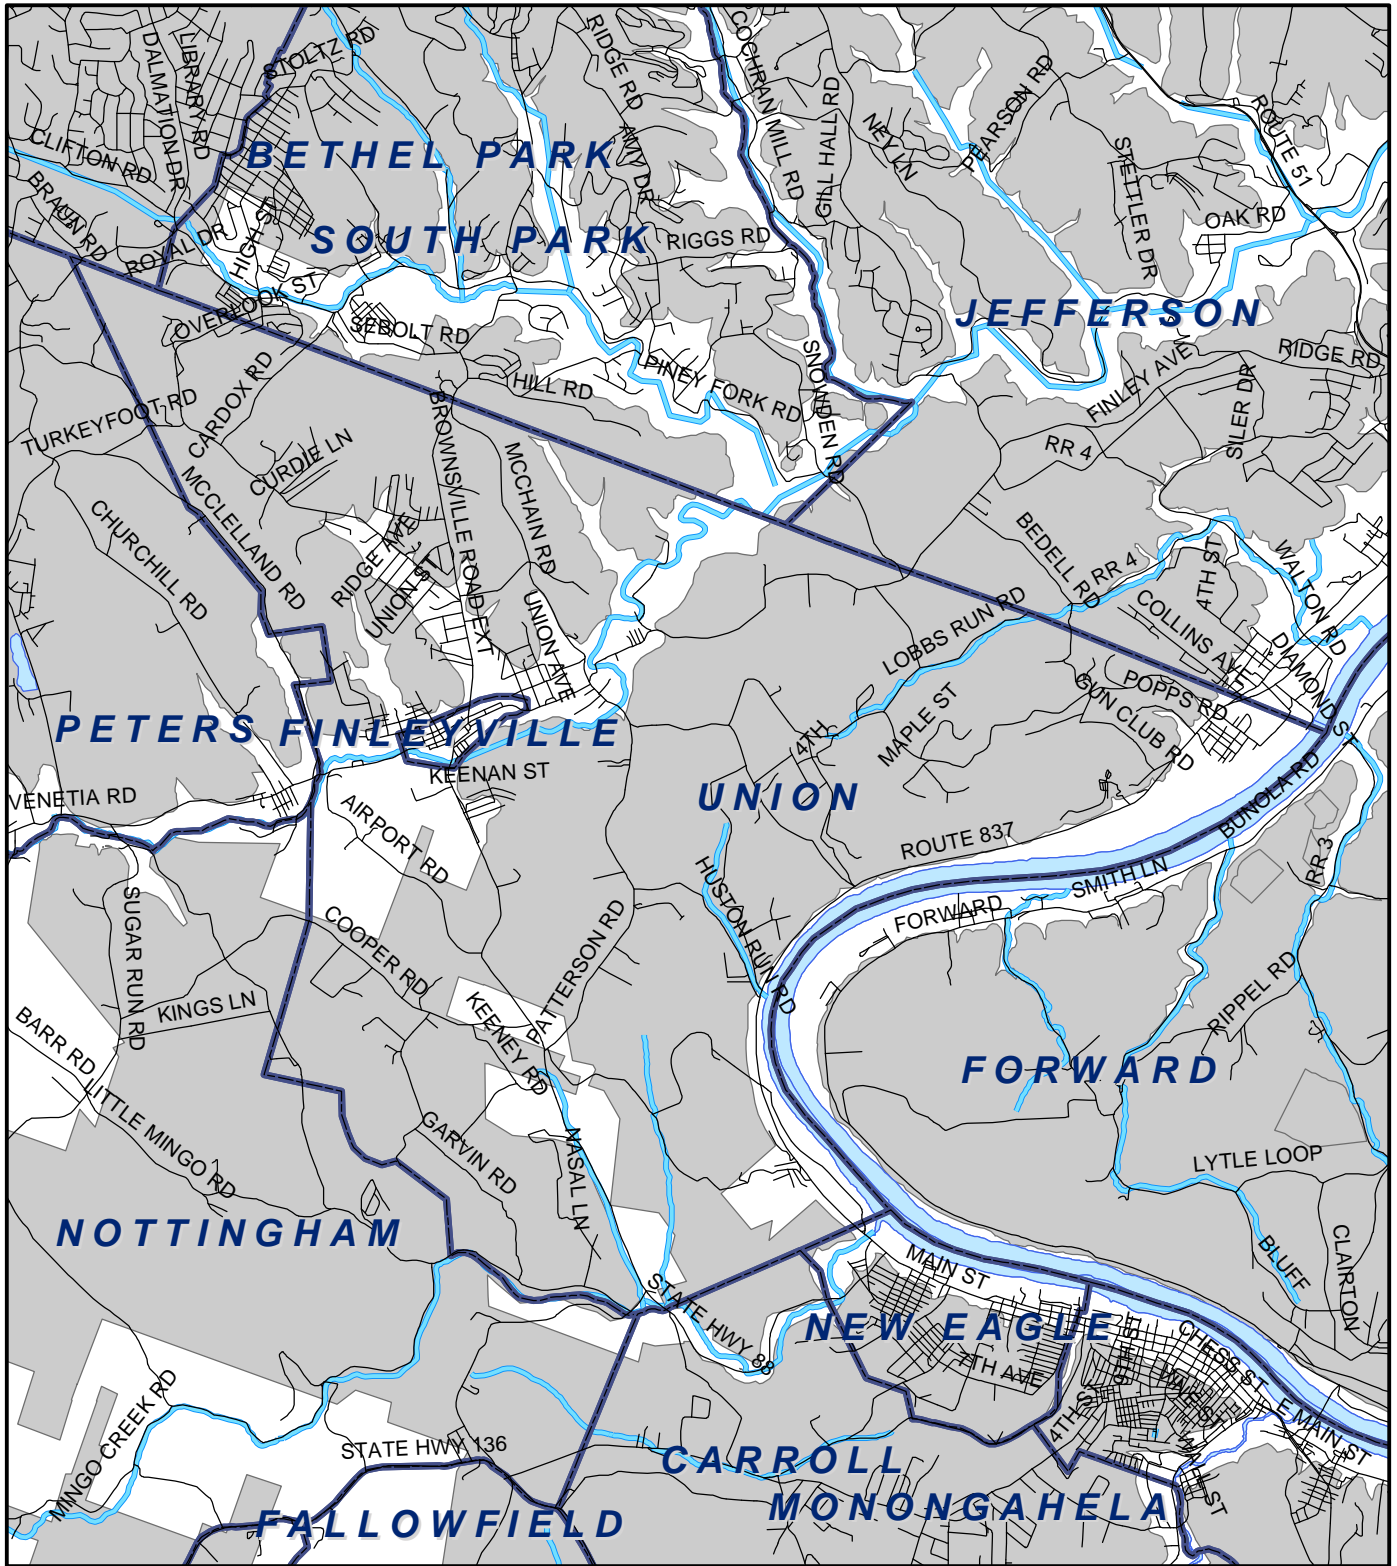 STOLTZ RD
LIBRARY RD
DALMATION DR
RIDGE RD
COCHRAN MILL RD
GILL HALL RD
NEY LN
PEARSON RD
ROUTE 51
CLIFTON RD
BETHEL PARK
AMY DR
SKETTLER DR
OAK RD
ROYAL DR
HIGH ST
SOUTH PARK
RIGGS RD
OVERLOOK ST
SEBOLT RD
JEFFERSON
SNOWDEN RD
HILL RD
PINEY FORK RD
FINLEY AVE
RIDGE RD
SILER DR
TURKEYFOOT RD
CARDOX RD
RR 4
CURDIE LN
BROWNSVILLE ROAD EXT
MCCHAIN RD
MCCLELLAND RD
CHURCHILL RD
RIDGE AVE
UNION ST
UNION AVE
BEDELL RD
RR 4
4TH ST
WALTON RD
COLLINS AVE
LOBBS RUN RD
DIAMOND ST
POPPS RD
GUN CLUB RD
MAPLE ST
4TH
PETERS
FINLEYVILLE
KEENAN ST
VENETIA RD
AIRPORT RD
UNION
BUNOLA RD
ROUTE 837
SMITH LN
RR 3
FORWARD
HUSTON RUN RD
SUGAR RUN RD
COOPER RD
PATTERSON RD
KINGS LN
KEENEY RD
RIPPEL RD
BARR RD
LITTLE MINGO RD
FORWARD
GARVIN RD
NASAL LN
LYTLE LOOP
NOTTINGHAM
BLUFF
CLAIRTON
MAIN ST
STATE HWY 88
NEW EAGLE
7TH AVE
CHESS ST
4TH ST
E MAIN ST
MINGO CREEK RD
STATE HWY 136
CARROLL
MONONGAHELA
FALLOWFIELD